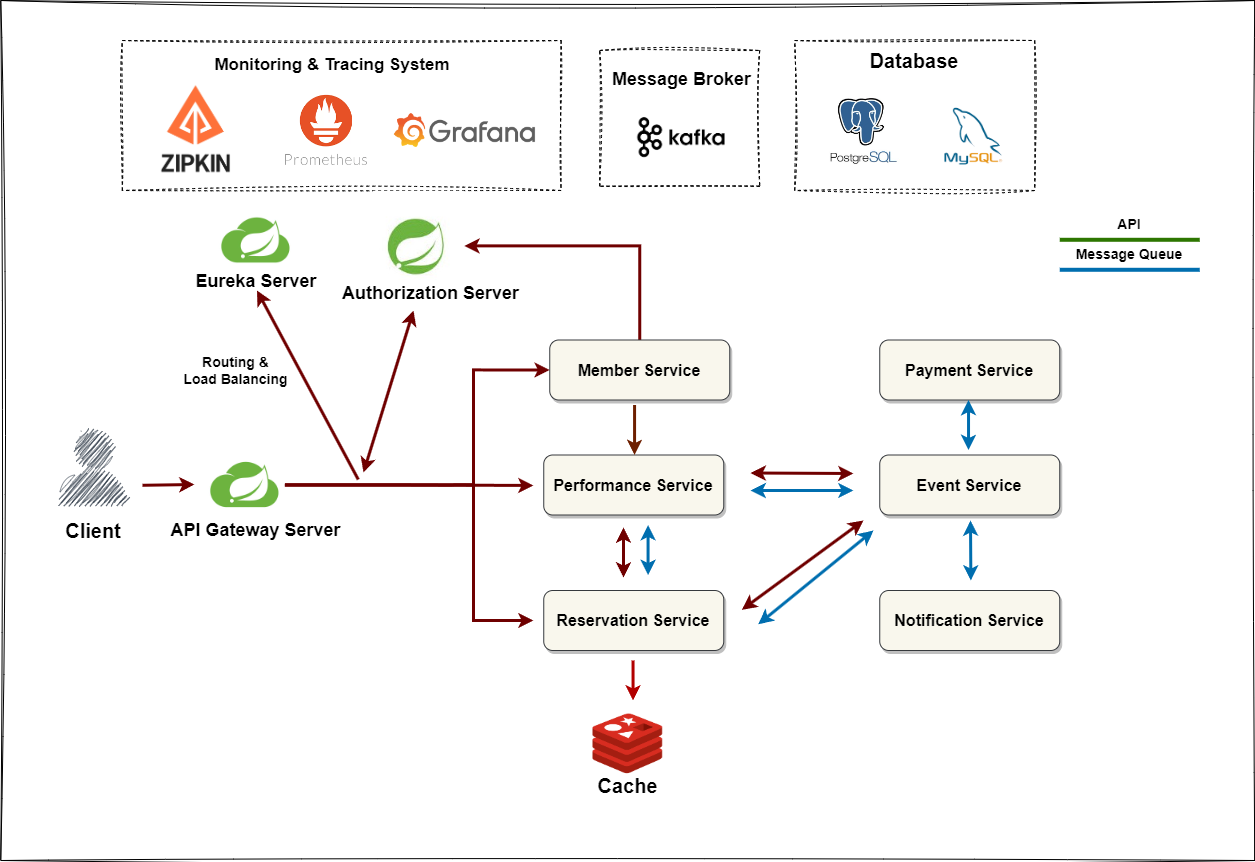 Monitoring & Tracing System
ZIPKIN
Prometheus
Grafana
Message Broker
kafka
Database
PostgreSQL
MySQL
API
Message Queue
Eureka Server
Authorization Server
Routing &
Load Balancing
Member Service
Payment Service
Performance Service
Event Service
Client
API Gateway Server
Reservation Service
Notification Service
Cache